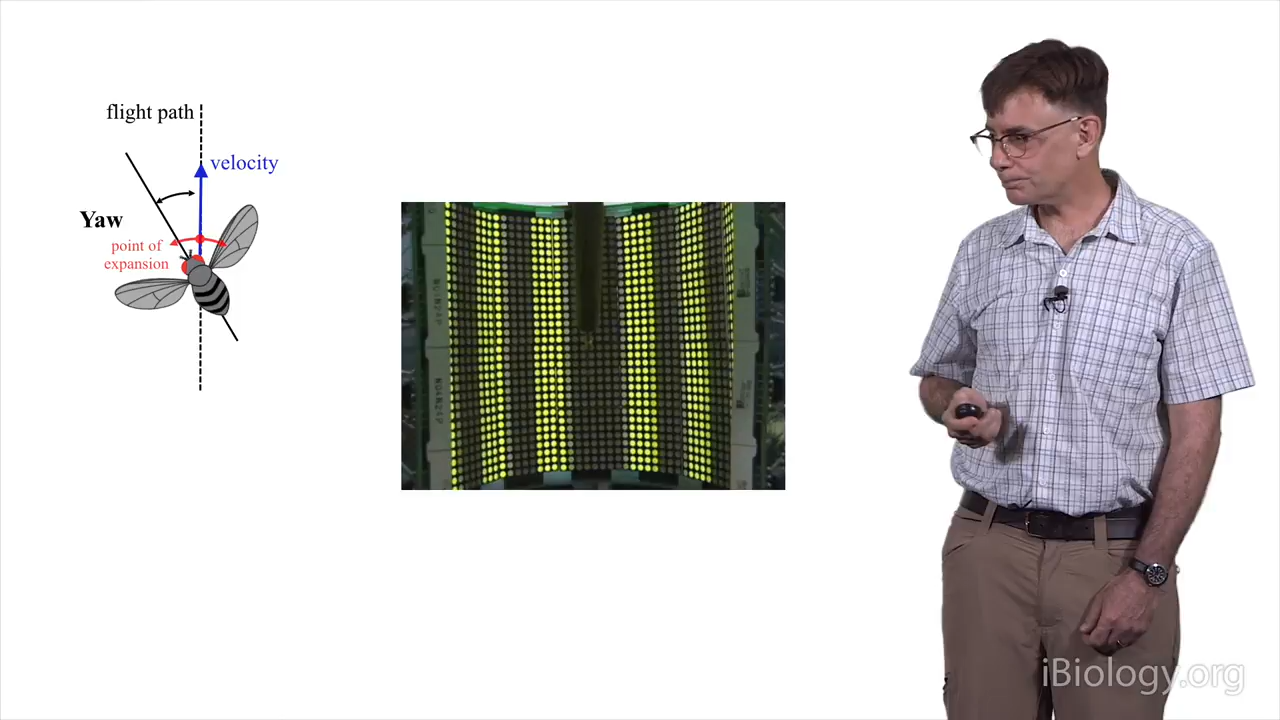 flight path
velocity
Yaw
point of
expansion
iBiology.org